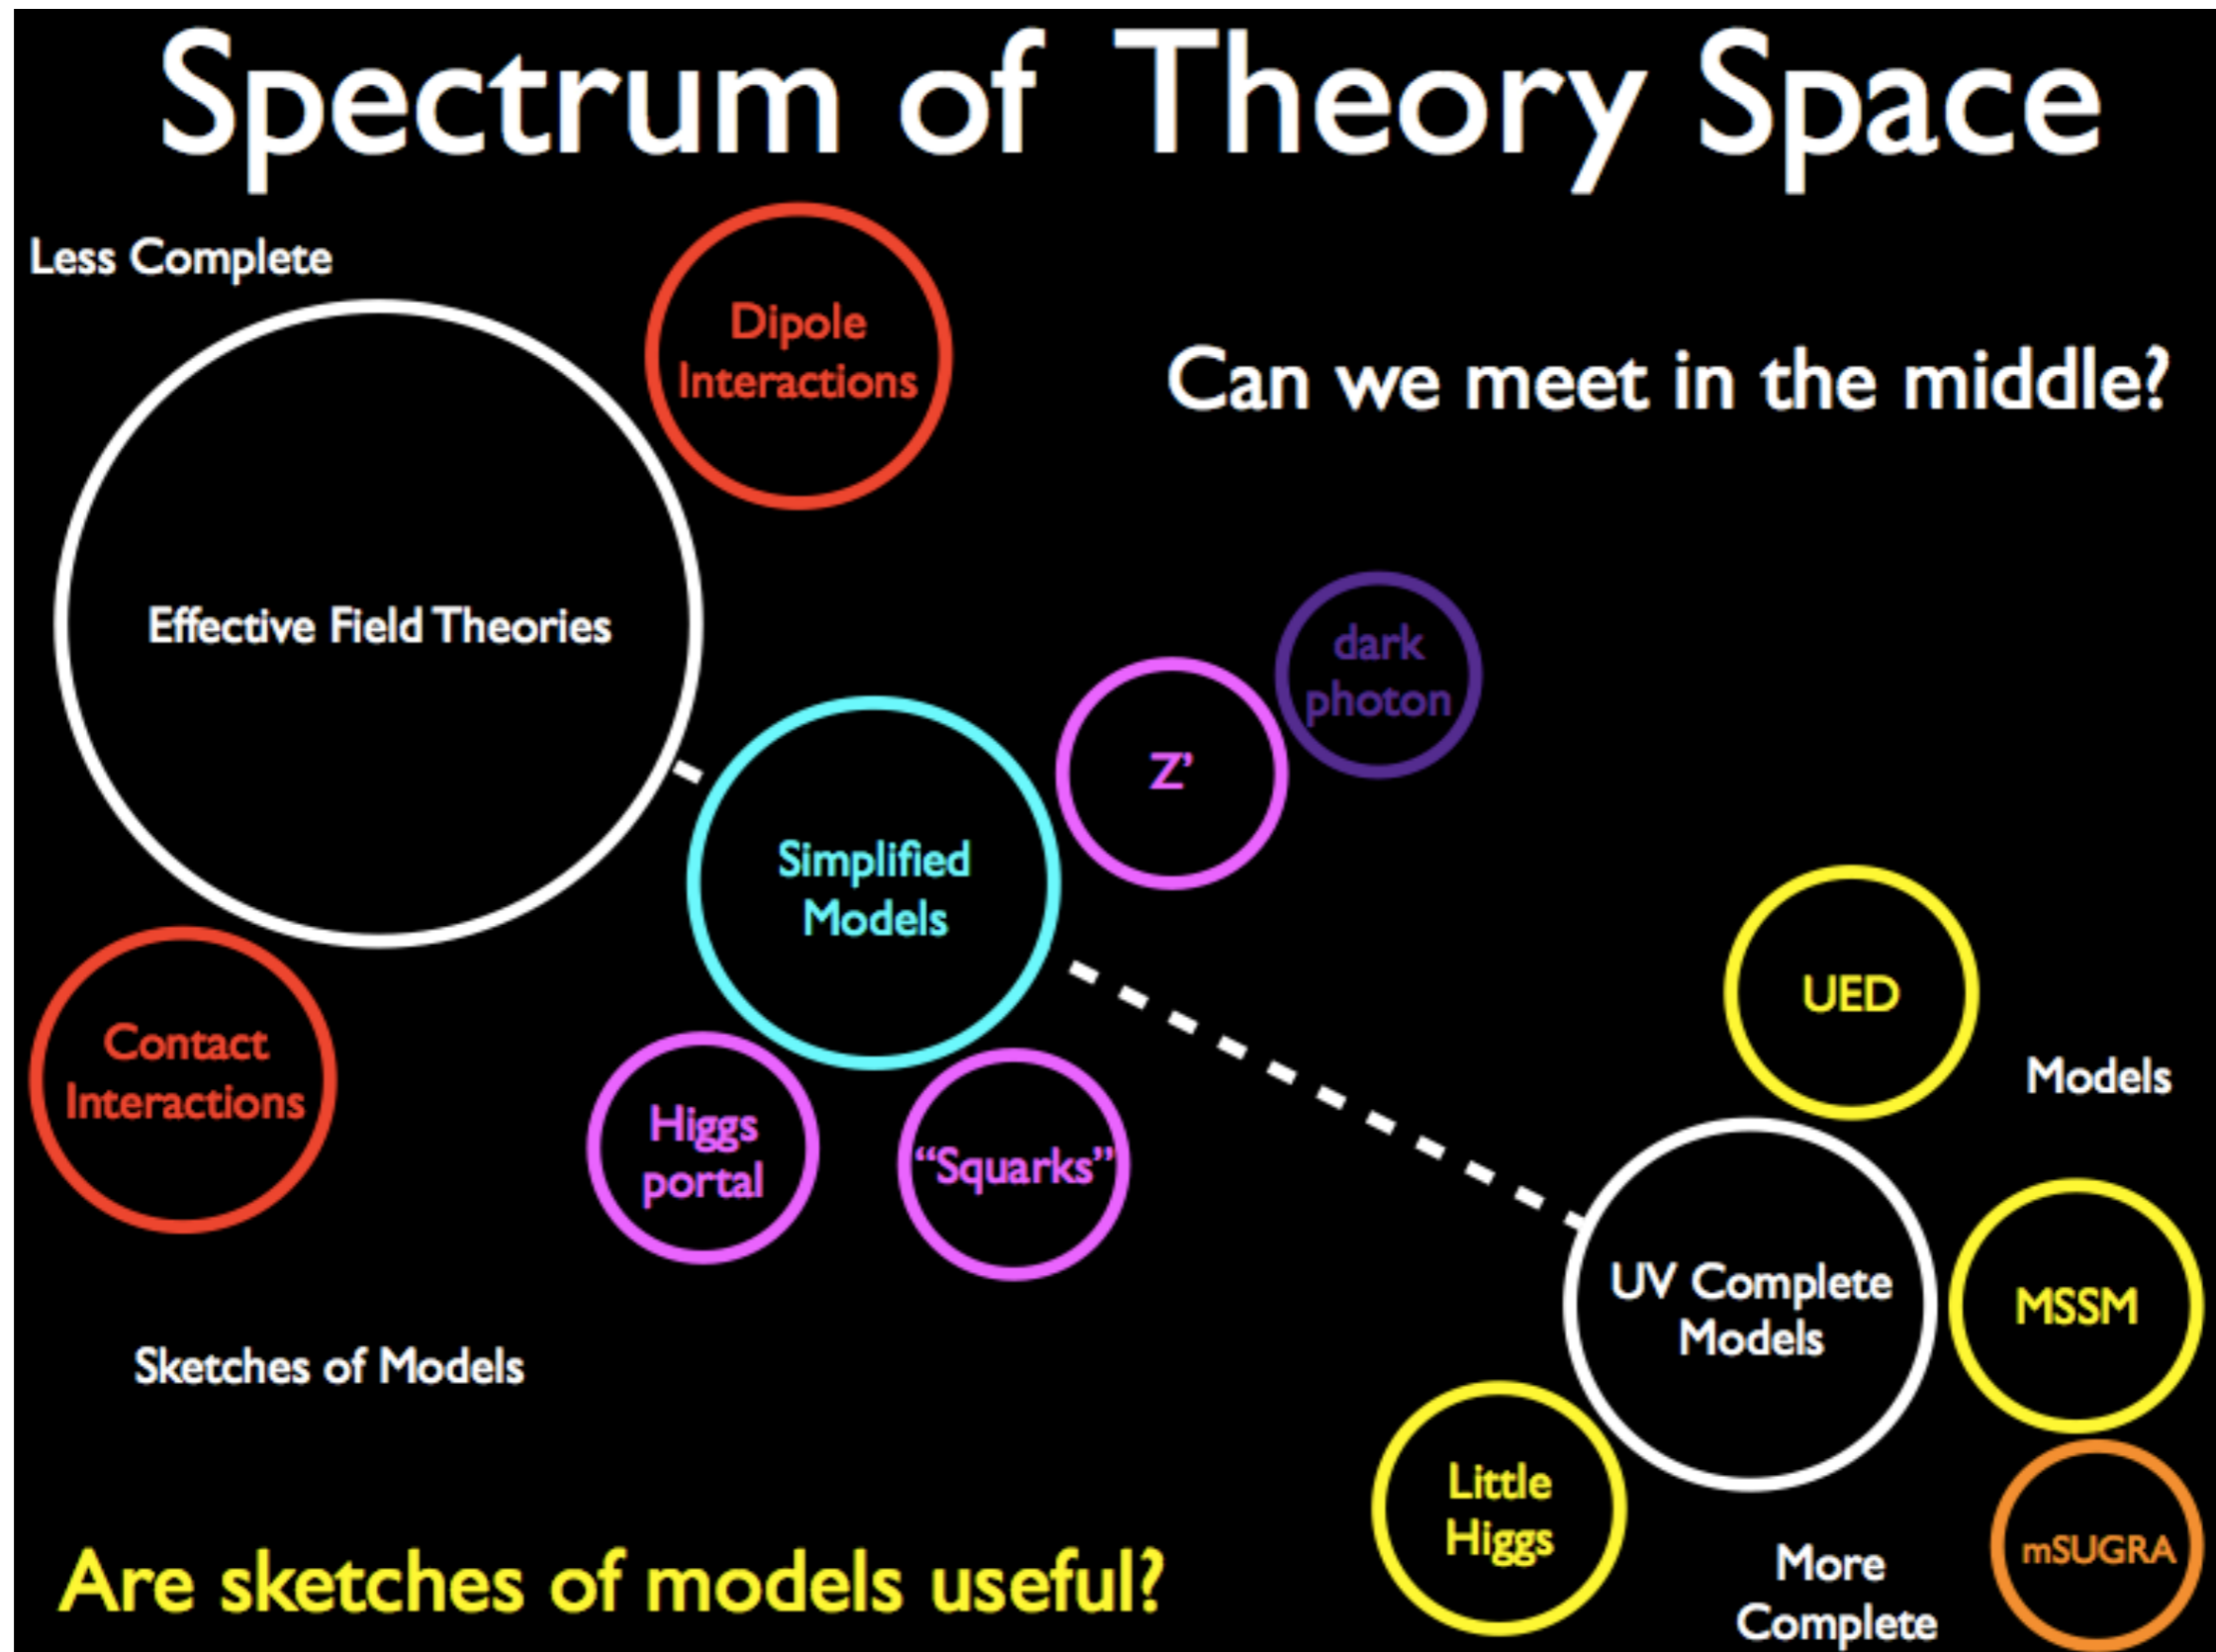 Spectrum of Theory Space
Less Complete
Dipole
Interactions
Can we meet in the middle?
Effective Field Theories
dark
photon
Z’
Simplified
Models
UED
Contact
Interactions
Models
Higgs
portal
“Squarks”
UV Complete
Models
MSSM
Sketches of Models
Little
Higgs
mSUGRA
More
Complete
Are sketches of models useful?